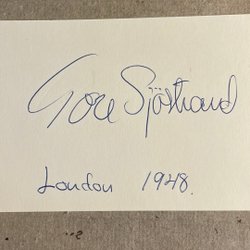 Tore Sjöstrand
London 1948.